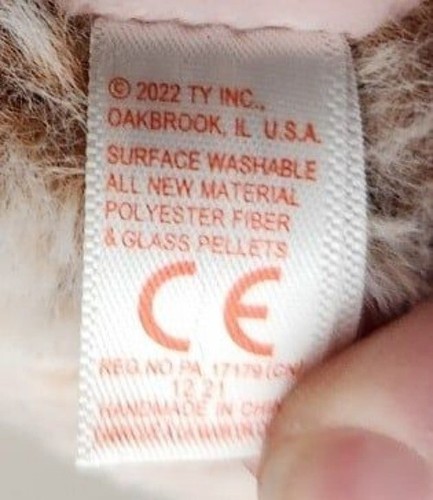 © 2022 TY INC.,
OAKBROOK, IL U.S.A.
SURFACE WASHABLE
ALL NEW MATERIAL
POLYESTER FIBER
& GLASS PELLETS
CE
REG. NO PA. 17179(CN)
12 21
HANDMADE IN